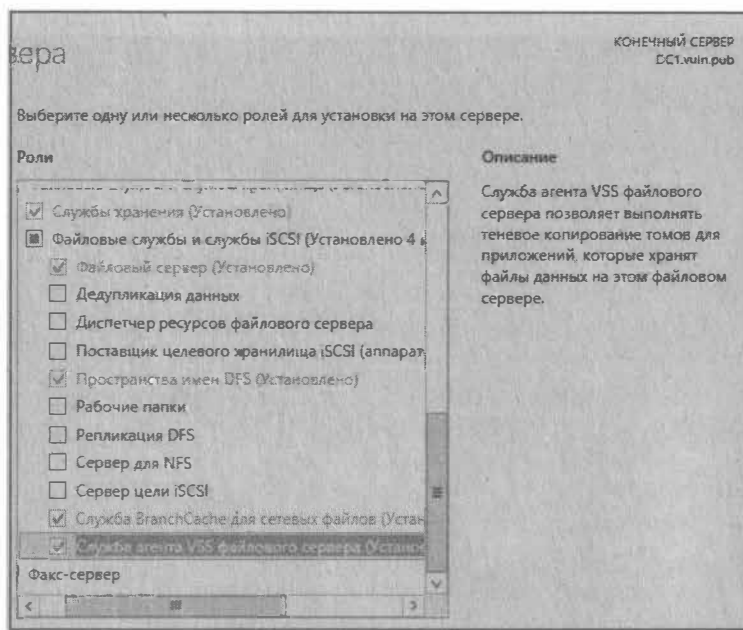 вера
КОНЕЧНЫЙ СЕРВЕР
DC1.vuin.pub
Выберите одну или несколько ролей для установки на этом сервере.
Роли
Службы хранения (Установлено)
Файловые службы и службы iSCSI (Установлено 4
Файловый сервер (Установлено)
Дедупликация данных
Диспетчер ресурсов файлового сервера
Поставщик целевого хранилища iSCSI (аппарат
Пространства имен DFS (Установлено)
Рабочие папки
Репликация DFS
Сервер для NFS
Сервер цели iSCSI
Служба BranchCache для сетевых файлов (Устан
Служба агента VSS файлового сервера (Устано
Факс-сервер
Описание
Служба агента VSS файлового
сервера позволяет выполнять
теневое копирование томов для
приложений, которые хранят
файлы данных на этом файловом
сервере.